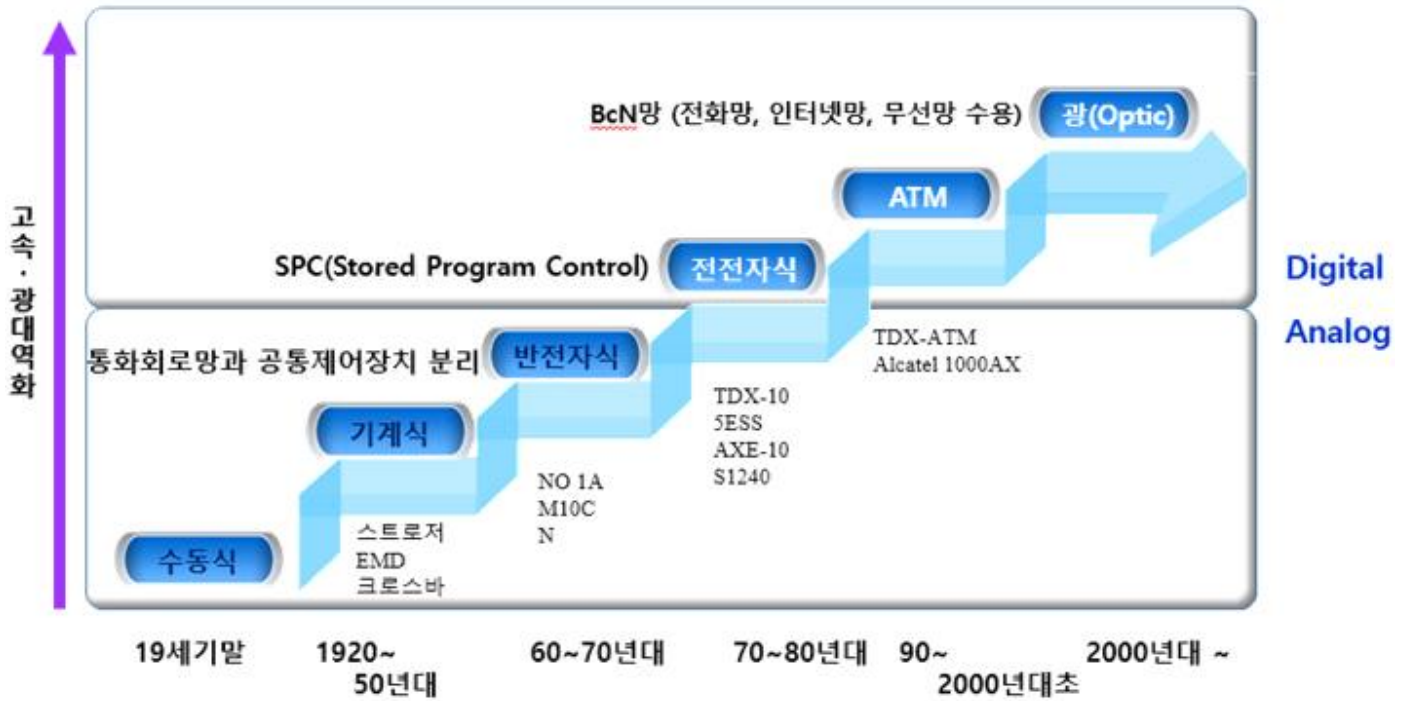 BcN망 (전화망, 인터넷망, 무선망 수용)
광(Optic)
ATM
SPC(Stored Program Control)
전전자식
Digital
Analog
고속·광대역화
통화회로망과 공통제어장치 분리
반전자식
TDX-ATM
Alcatel 1000AX
기계식
TDX-10
5ESS
AXE-10
S1240
NO 1A
M10C
N
스트로저
EMD
크로스바
수동식
19세기말
1920~
50년대
60~70년대
70~80년대
90~
2000년대초
2000년대 ~